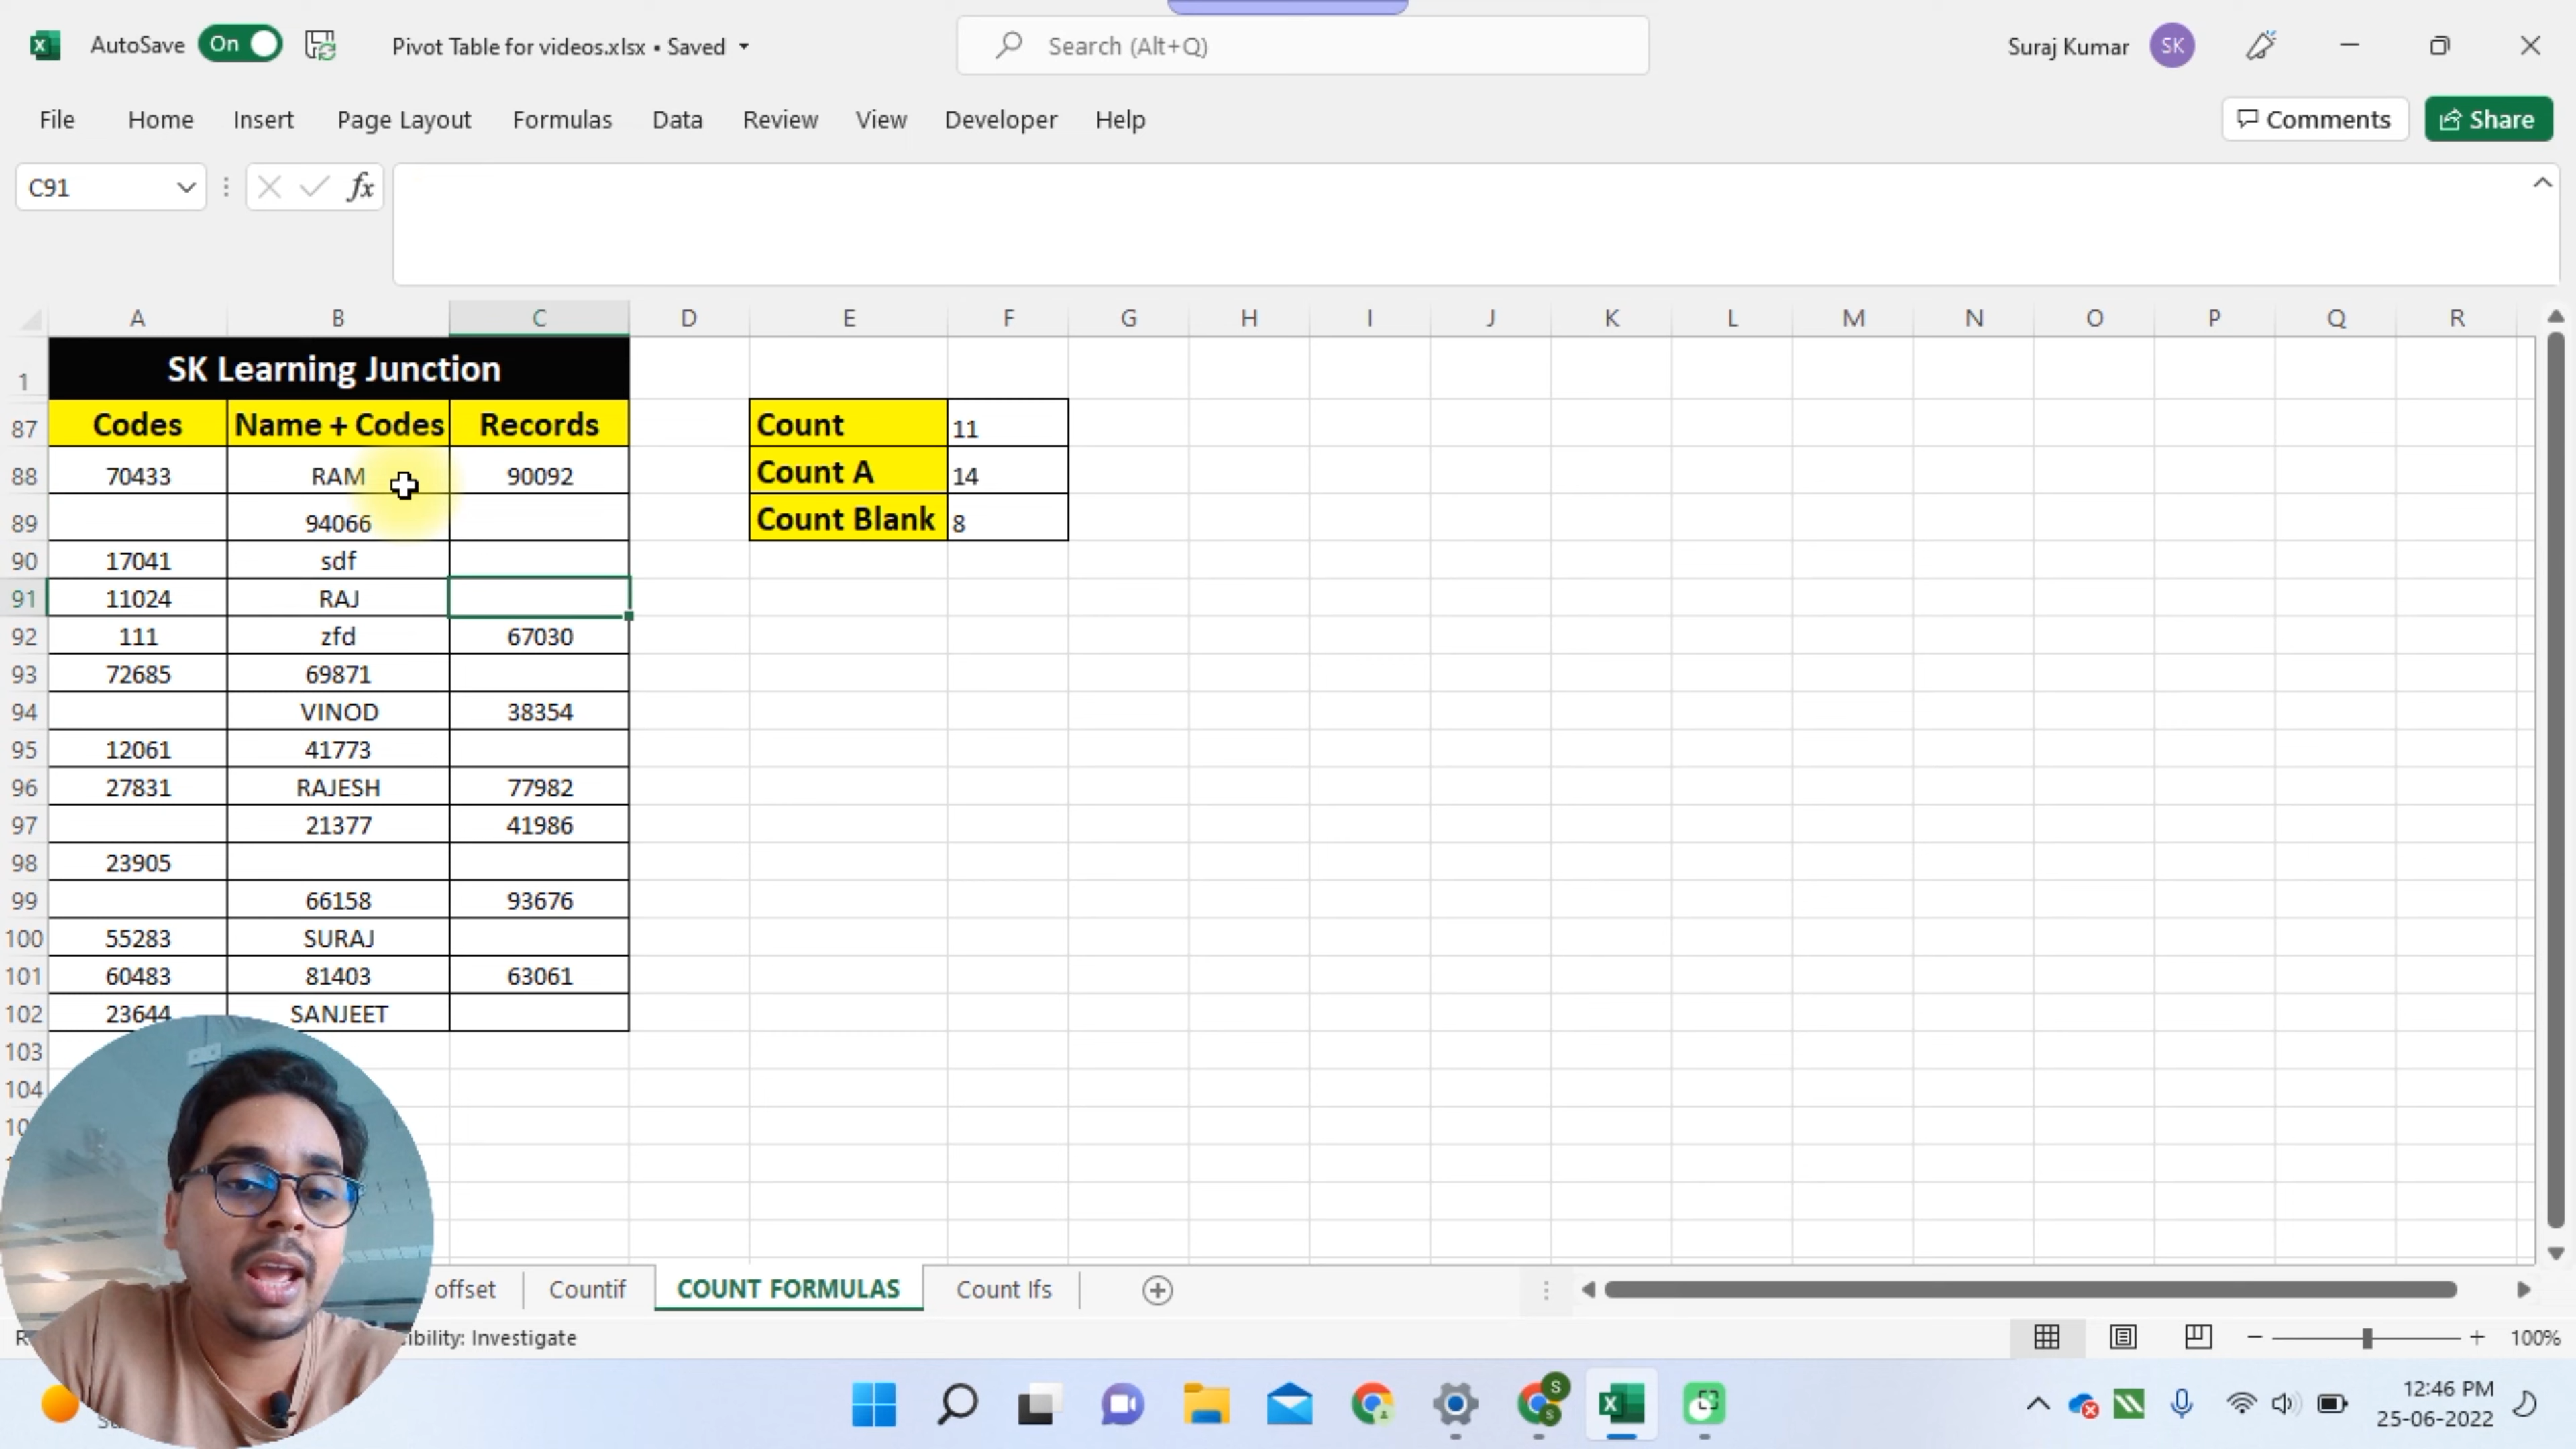 AutoSave On Pivot Table for videos.xlsx • Saved Search (Alt+Q) Suraj Kumar SK
File Home Insert Page Layout Formulas Data Review View Developer Help Comments Share
C91 fx
A B C D E F G H I J K L M N O P Q R
1 SK Learning Junction
87 Codes Name + Codes Records Count 11
88 70433 RAM 90092 Count A 14
89 94066 Count Blank 8
90 17041 sdf
91 11024 RAJ
92 111 zfd 67030
93 72685 69871
94 VINOD 38354
95 12061 41773
96 27831 RAJESH 77982
97 21377 41986
98 23905
99 66158 93676
100 55283 SURAJ
101 60483 81403 63061
102 23644 SANJEET
103
104
offset Countif COUNT FORMULAS Count Ifs
ibility: Investigate 100%
S
S
12:46 PM
25-06-2022